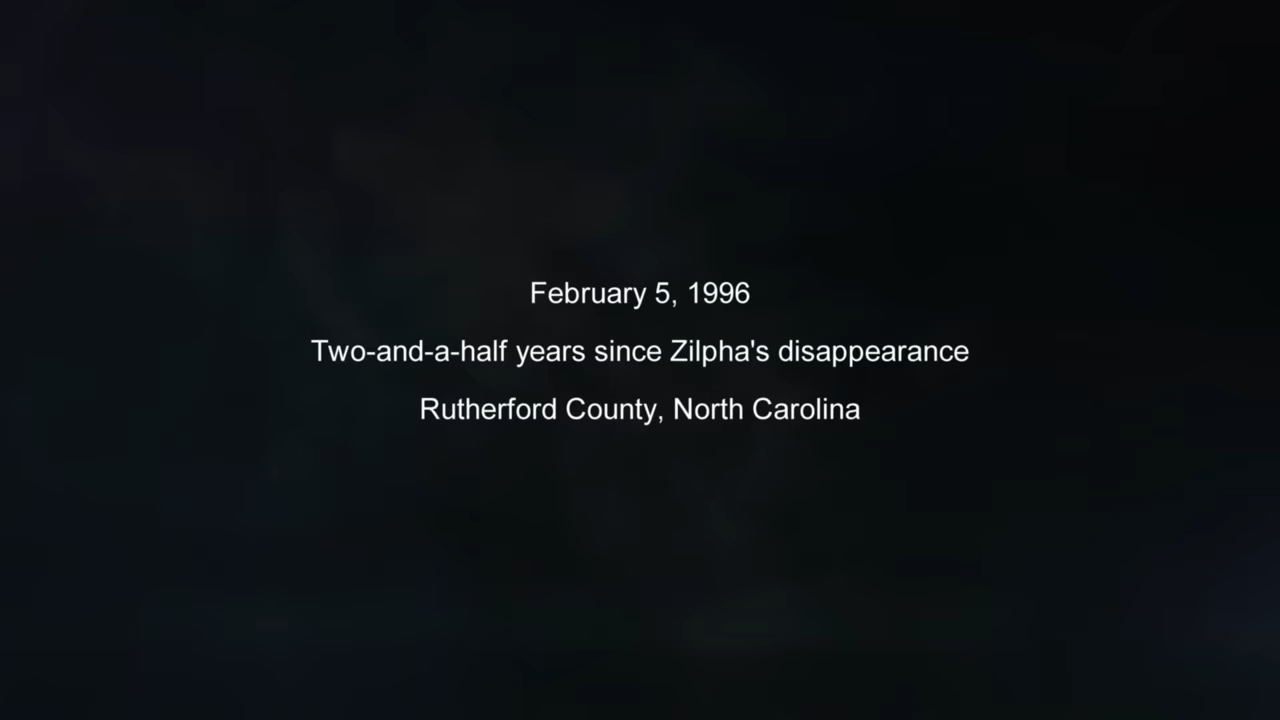 February 5, 1996
Two-and-a-half years since Zilpha's disappearance
Rutherford County, North Carolina